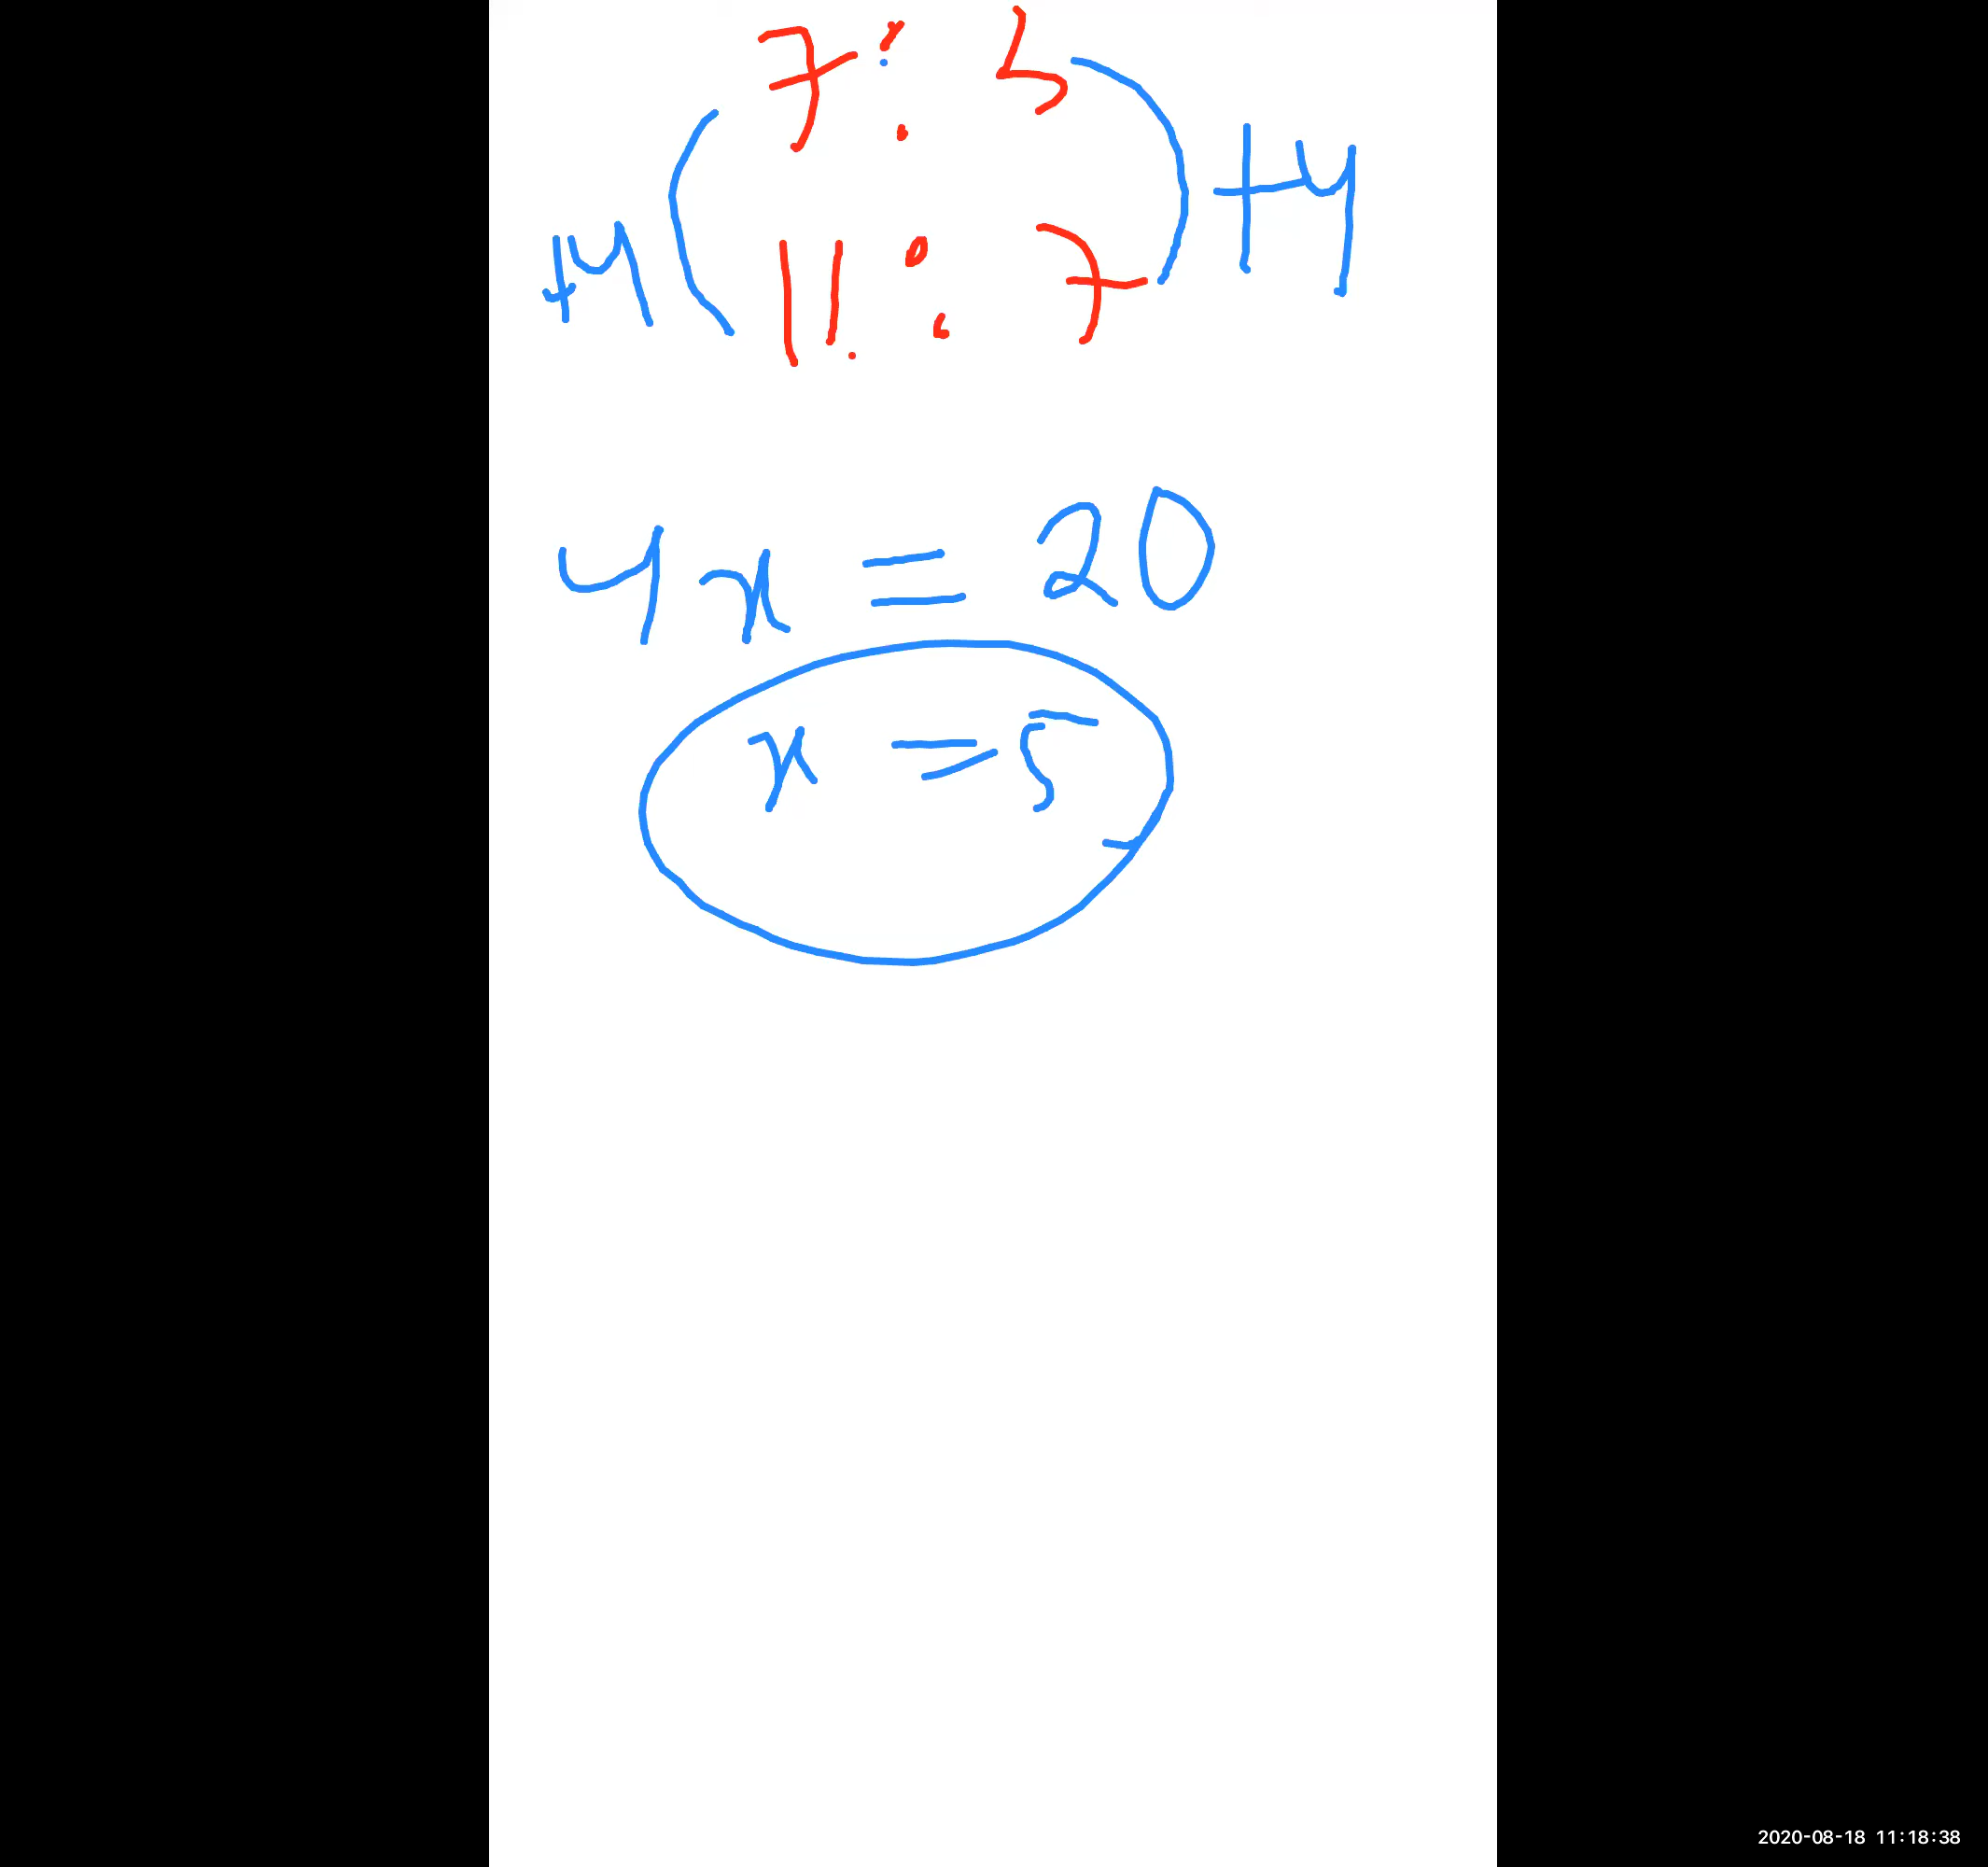 7 : 5
+4 ( 11 : 7 ) +4
4x = 20
x = 5
2020-08-18 11:18:38